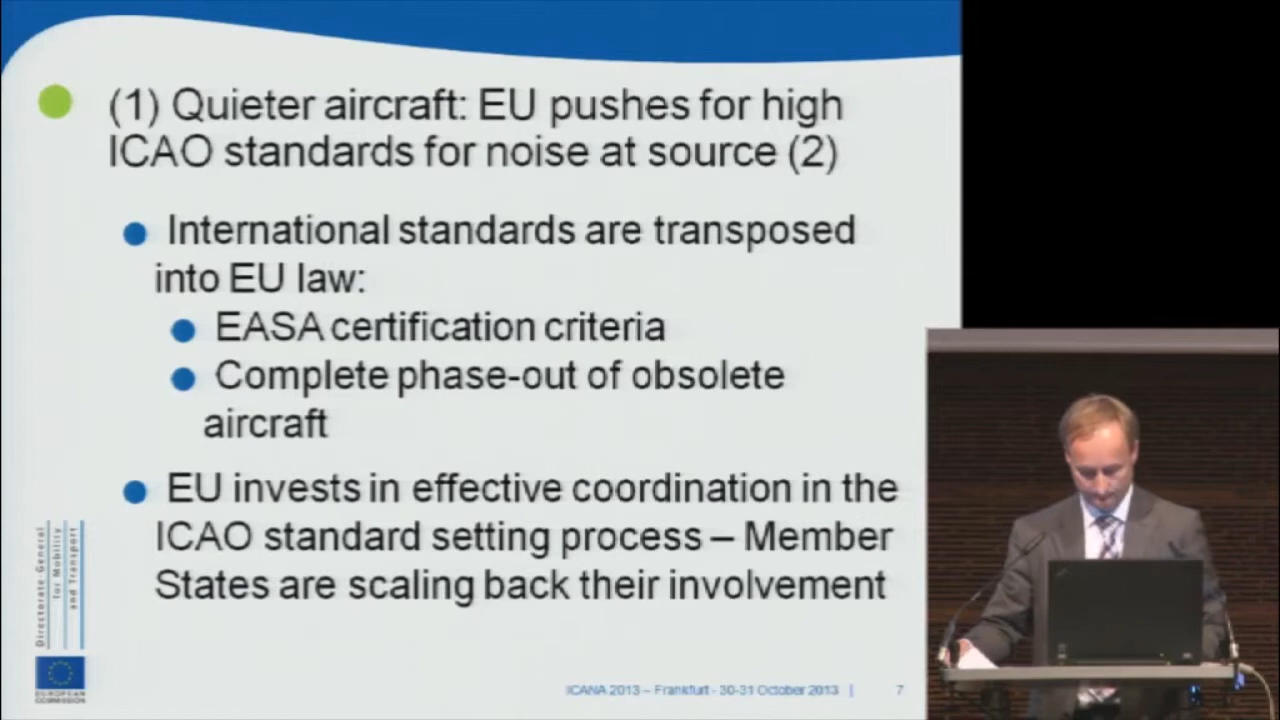 (1) Quieter aircraft: EU pushes for high
ICAO standards for noise at source (2)
International standards are transposed
into EU law:
EASA certification criteria
Complete phase-out of obsolete
aircraft
EU invests in effective coordination in the
ICAO standard setting process – Member
States are scaling back their involvement
Directorate-General
for Mobility
and Transport
EUROPEAN
COMMISSION
ICANA 2013 – Frankfurt - 30-31 October 2013 | 7